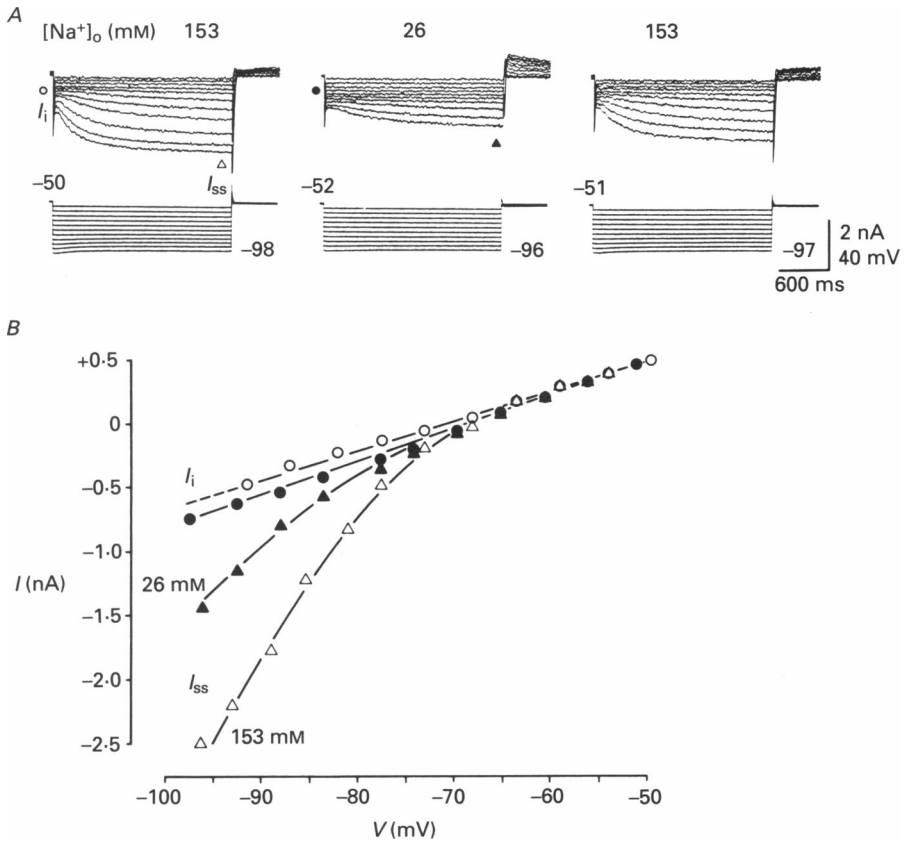 A
[Na⁺]ₒ (mM) 153 26 153
Iᵢ
Iₛₛ
−50 −52 −51
−98 −96 −97
2 nA
40 mV
600 ms
B
+0·5
0
−0·5
−1·0
−1·5
−2·0
−2·5
I (nA)
Iᵢ
26 mM
Iₛₛ
153 mM
−100 −90 −80 −70 −60 −50
V (mV)